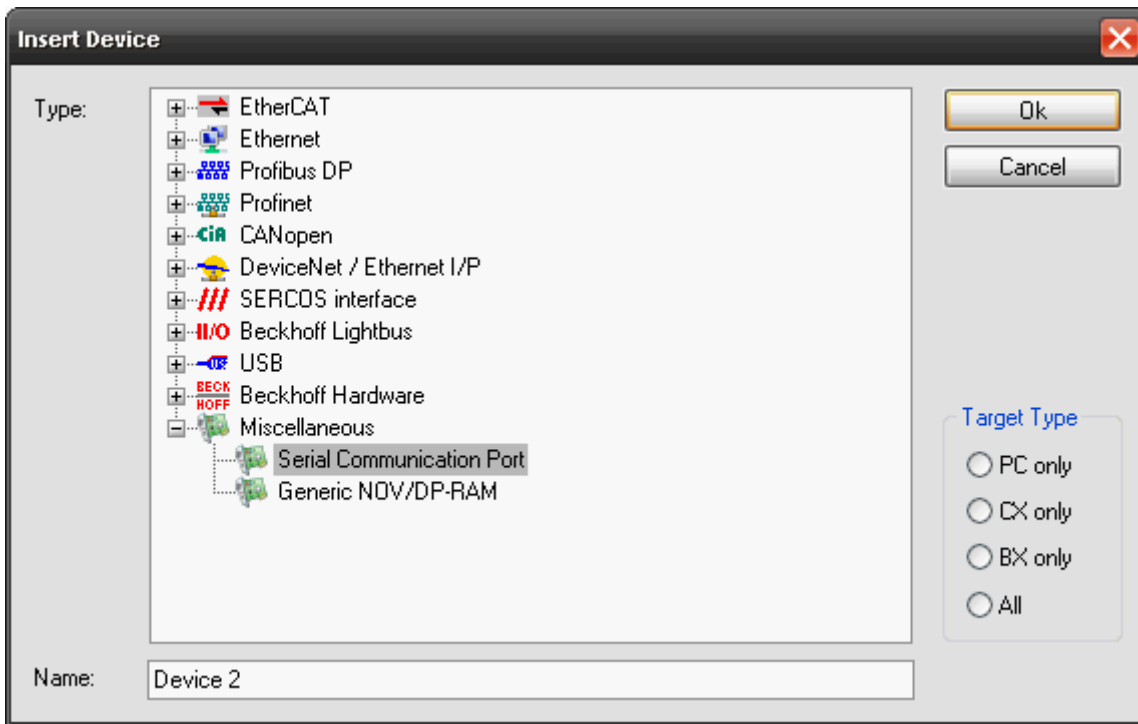 Insert Device
Type:
EtherCAT
Ethernet
Profibus DP
Profinet
CiA CANopen
DeviceNet / Ethernet I/P
SERCOS interface
II/O Beckhoff Lightbus
USB
BECK
HOFF
Beckhoff Hardware
Miscellaneous
Serial Communication Port
Generic NOV/DP-RAM
Ok
Cancel
Target Type
PC only
CX only
BX only
All
Name:
Device 2